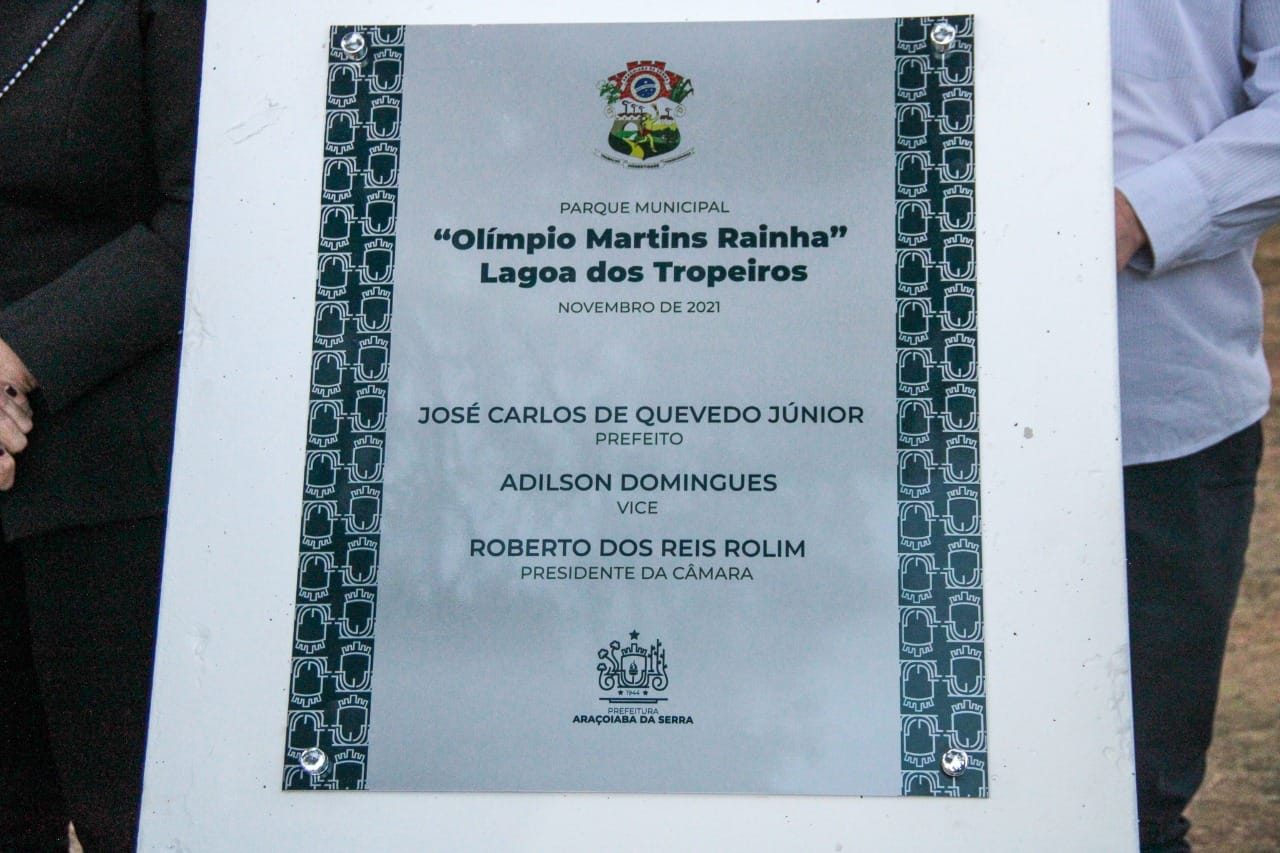 PARQUE MUNICIPAL
“Olímpio Martins Rainha”
Lagoa dos Tropeiros
NOVEMBRO DE 2021
JOSÉ CARLOS DE QUEVEDO JÚNIOR
PREFEITO
ADILSON DOMINGUES
VICE
ROBERTO DOS REIS ROLIM
PRESIDENTE DA CÂMARA
1944
PREFEITURA
ARAÇOIABA DA SERRA